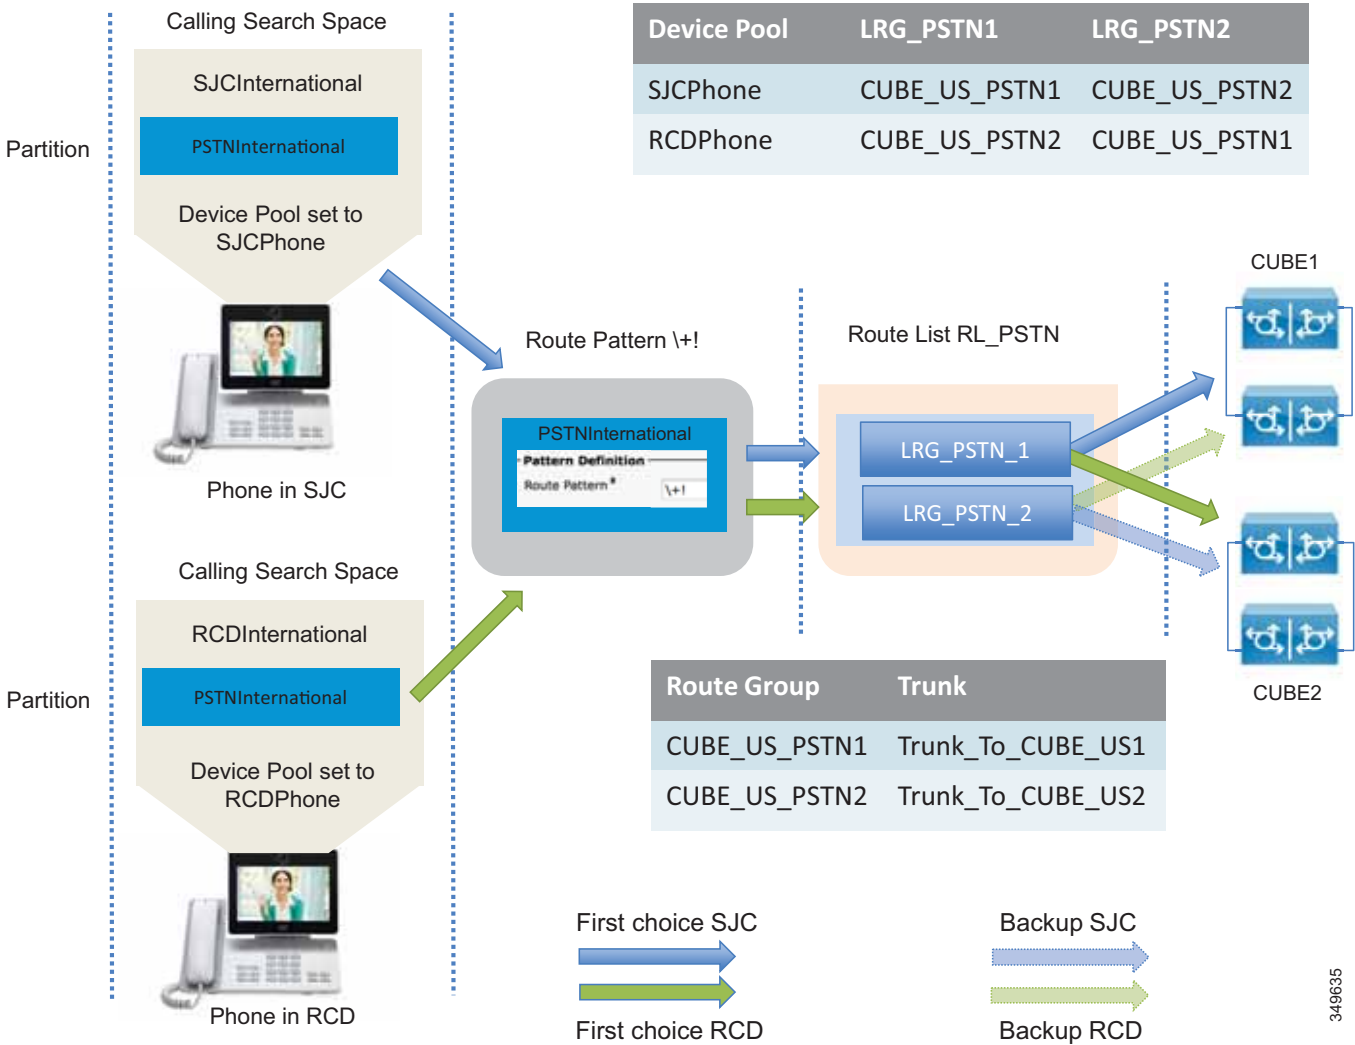 Calling Search Space
SJCInternational
Partition
PSTNInternational
Device Pool set to
SJCPhone
Phone in SJC
Calling Search Space
RCDInternational
Partition
PSTNInternational
Device Pool set to
RCDPhone
Phone in RCD
Device Pool LRG_PSTN1 LRG_PSTN2
SJCPhone CUBE_US_PSTN1 CUBE_US_PSTN2
RCDPhone CUBE_US_PSTN2 CUBE_US_PSTN1
Route Pattern \+!
PSTNInternational
Pattern Definition
Route Pattern* \+!
Route List RL_PSTN
LRG_PSTN_1
LRG_PSTN_2
CUBE1
CUBE2
Route Group Trunk
CUBE_US_PSTN1 Trunk_To_CUBE_US1
CUBE_US_PSTN2 Trunk_To_CUBE_US2
First choice SJC
First choice RCD
Backup SJC
Backup RCD
349635